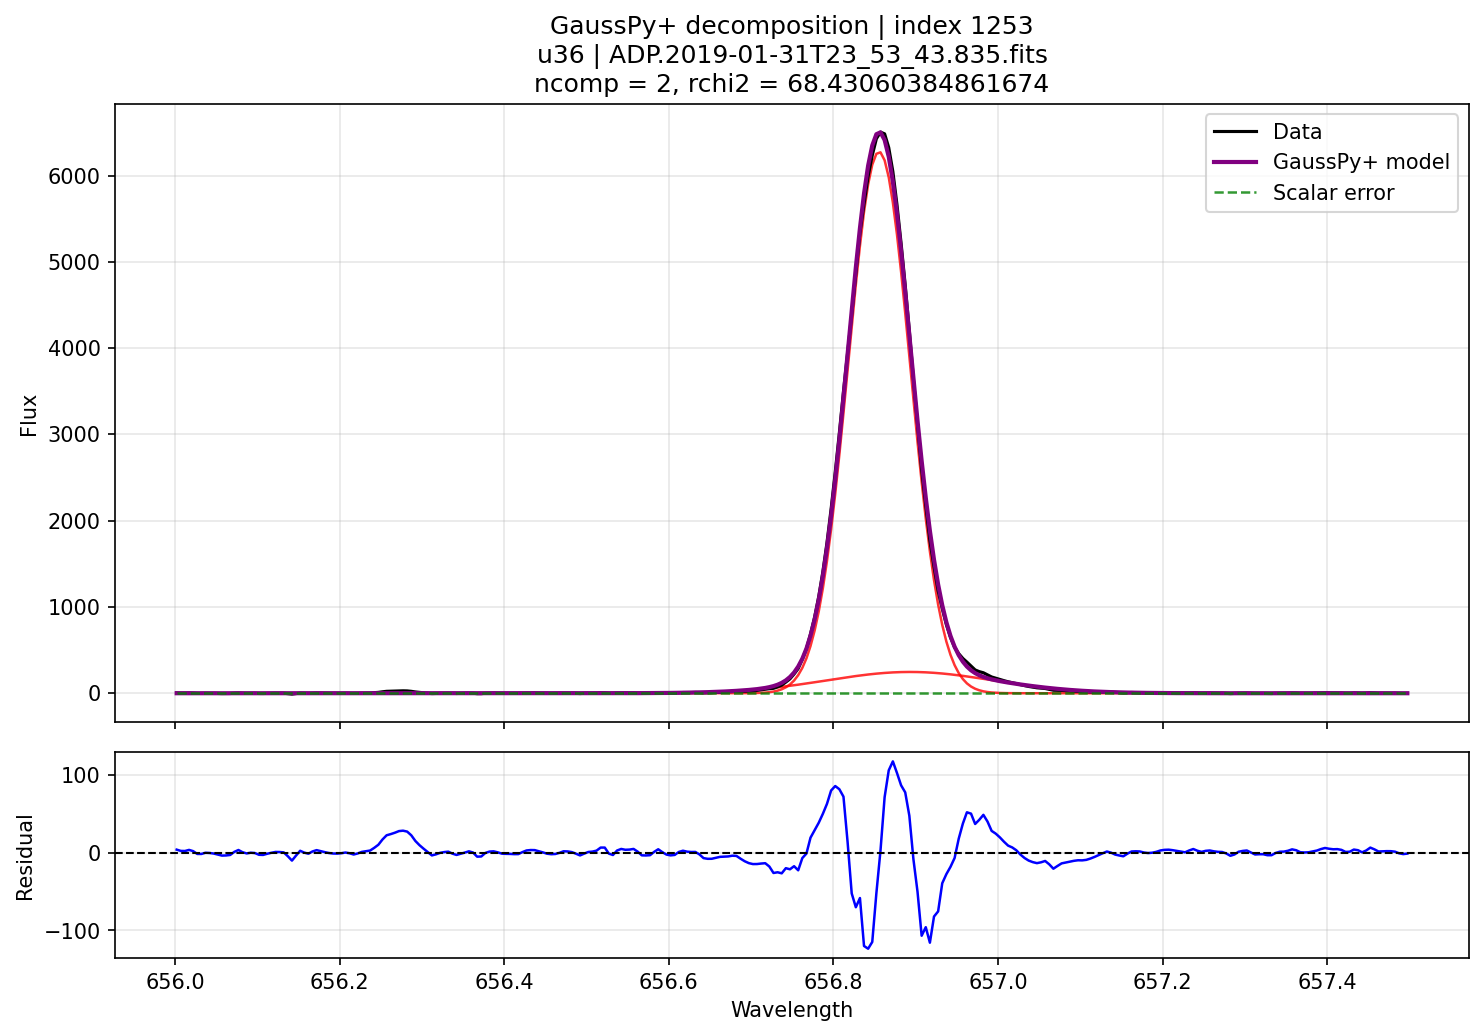 GaussPy+ decomposition | index 1253
u36 | ADP.2019-01-31T23_53_43.835.fits
ncomp = 2, rchi2 = 68.43060384861674
Data
GaussPy+ model
Scalar error
Flux
6000
5000
4000
3000
2000
1000
0
Residual
100
0
−100
656.0 656.2 656.4 656.6 656.8 657.0 657.2 657.4
Wavelength